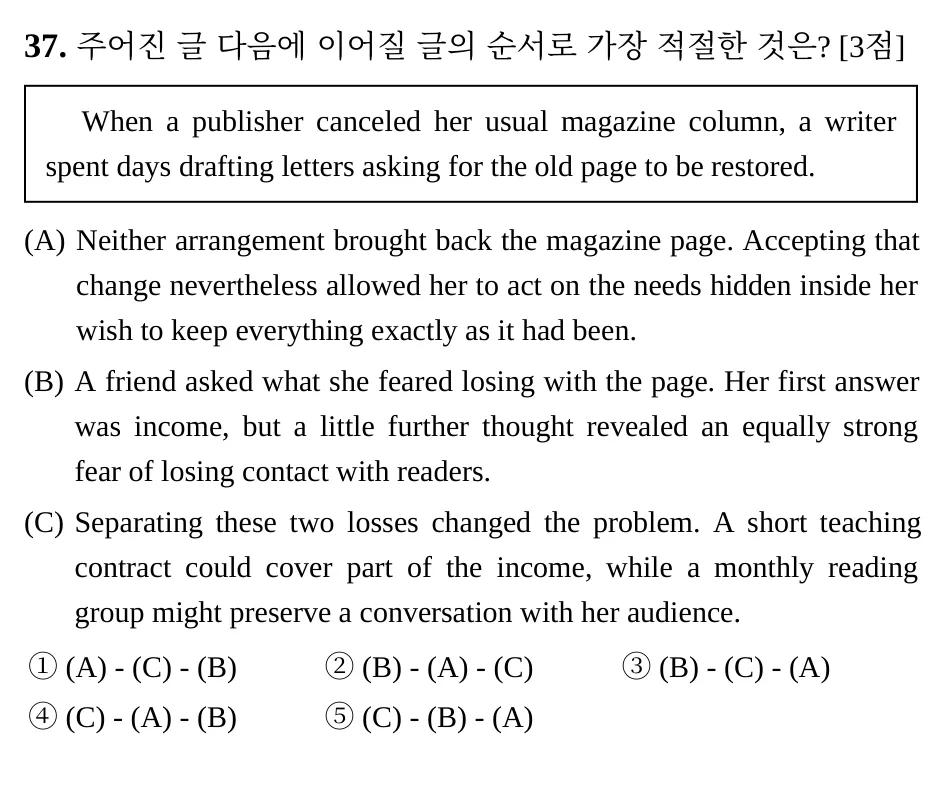 37. 주어진 글 다음에 이어질 글의 순서로 가장 적절한 것은? [3점]
When a publisher canceled her usual magazine column, a writer
spent days drafting letters asking for the old page to be restored.
(A) Neither arrangement brought back the magazine page. Accepting that
change nevertheless allowed her to act on the needs hidden inside her
wish to keep everything exactly as it had been.
(B) A friend asked what she feared losing with the page. Her first answer
was income, but a little further thought revealed an equally strong
fear of losing contact with readers.
(C) Separating these two losses changed the problem. A short teaching
contract could cover part of the income, while a monthly reading
group might preserve a conversation with her audience.
① (A) - (C) - (B) ② (B) - (A) - (C) ③ (B) - (C) - (A)
④ (C) - (A) - (B) ⑤ (C) - (B) - (A)